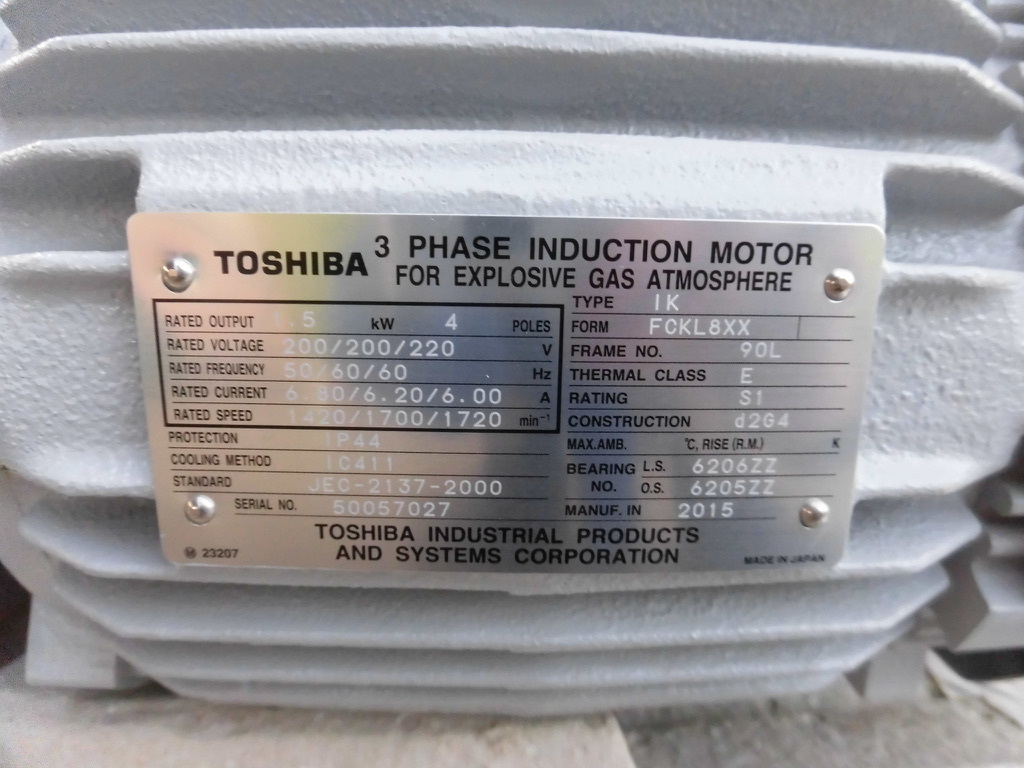 TOSHIBA 3 PHASE INDUCTION MOTOR
FOR EXPLOSIVE GAS ATMOSPHERE
RATED OUTPUT 1.5 kW 4 POLES
RATED VOLTAGE 200/200/220 V
RATED FREQUENCY 50/60/60 Hz
RATED CURRENT 6.80/6.20/6.00 A
RATED SPEED 1420/1700/1720 min⁻¹
PROTECTION IP44
COOLING METHOD IC411
STANDARD JEC-2137-2000
SERIAL NO. 50057027
TYPE IK
FORM FCKL8XX
FRAME NO. 90L
THERMAL CLASS E
RATING S1
CONSTRUCTION d2G4
MAX.AMB. °C, RISE (R.M.) K
BEARING L.S. 6206ZZ
NO. O.S. 6205ZZ
MANUF. IN 2015
TOSHIBA INDUSTRIAL PRODUCTS
AND SYSTEMS CORPORATION
23207
MADE IN JAPAN